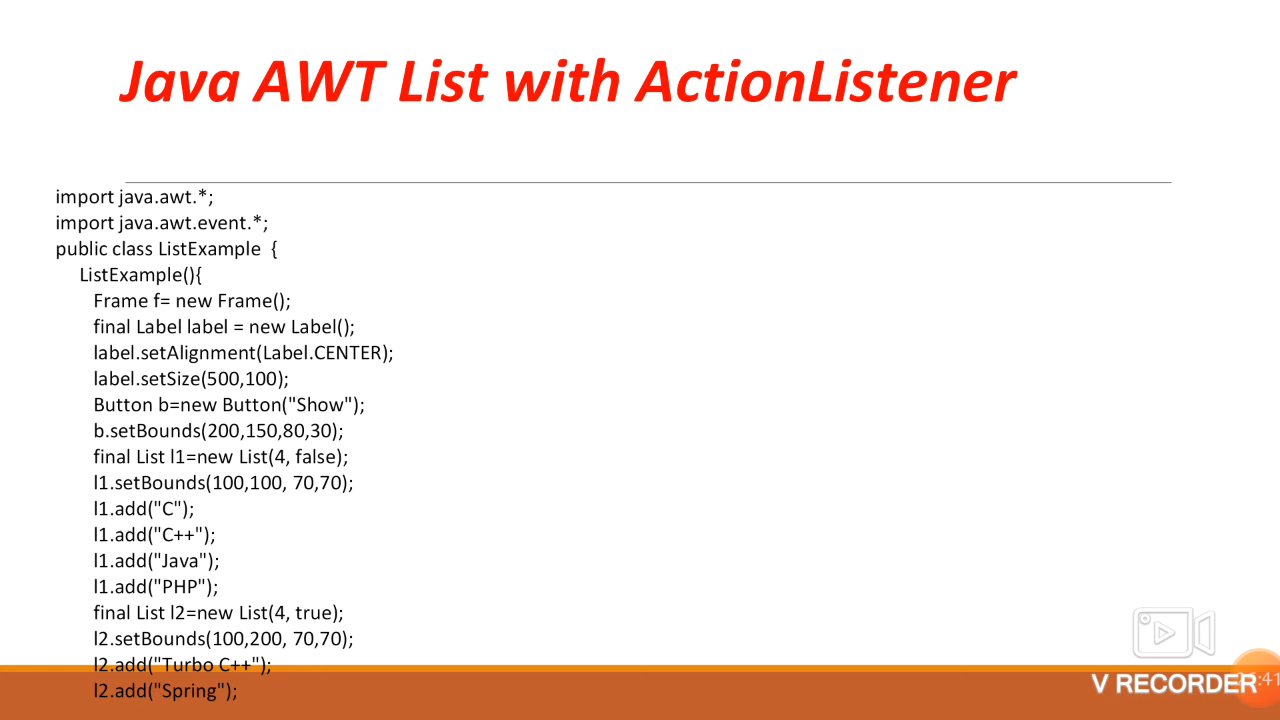 Java AWT List with ActionListener
import java.awt.*;
import java.awt.event.*;
public class ListExample  {
ListExample(){
Frame f= new Frame();
final Label label = new Label();
label.setAlignment(Label.CENTER);
label.setSize(500,100);
Button b=new Button("Show");
b.setBounds(200,150,80,30);
final List l1=new List(4, false);
l1.setBounds(100,100, 70,70);
l1.add("C");
l1.add("C++");
l1.add("Java");
l1.add("PHP");
final List l2=new List(4, true);
l2.setBounds(100,200, 70,70);
l2.add("Turbo C++");
l2.add("Spring");
V RECORDER